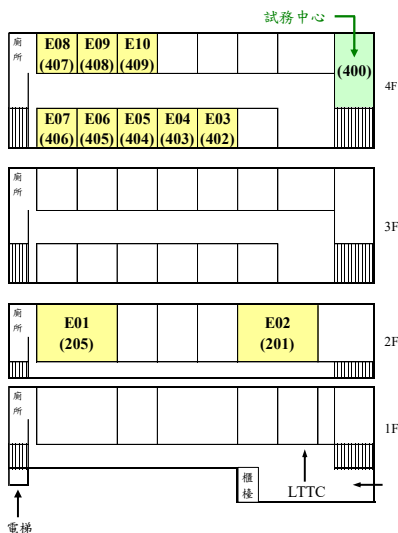 試務中心
廁所
E08 E09 E10
(407) (408) (409)
(400)
4F
E07 E06 E05 E04 E03
(406) (405) (404) (403) (402)
廁所
3F
廁所
E01
(205)
E02
(201)
2F
廁所
1F
櫃檯
LTTC
電梯